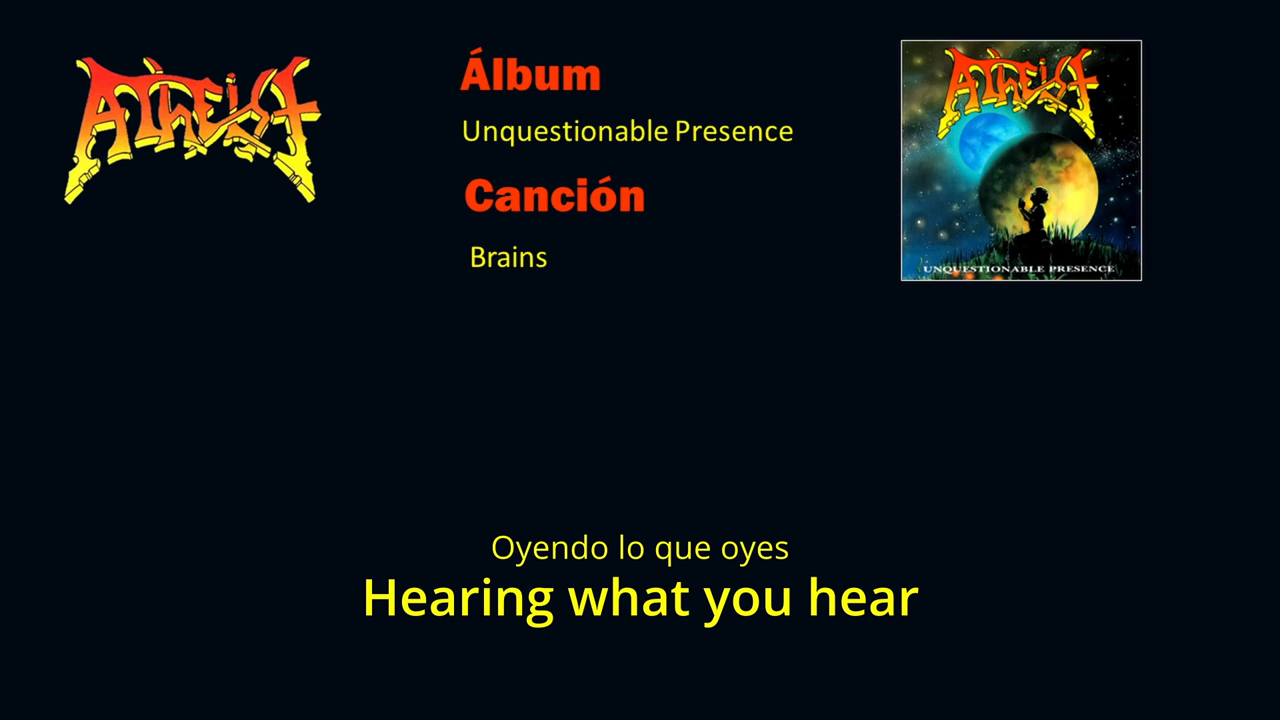 Atheist
Álbum
Unquestionable Presence
Canción
Brains
Atheist
UNQUESTIONABLE PRESENCE
Oyendo lo que oyes
Hearing what you hear